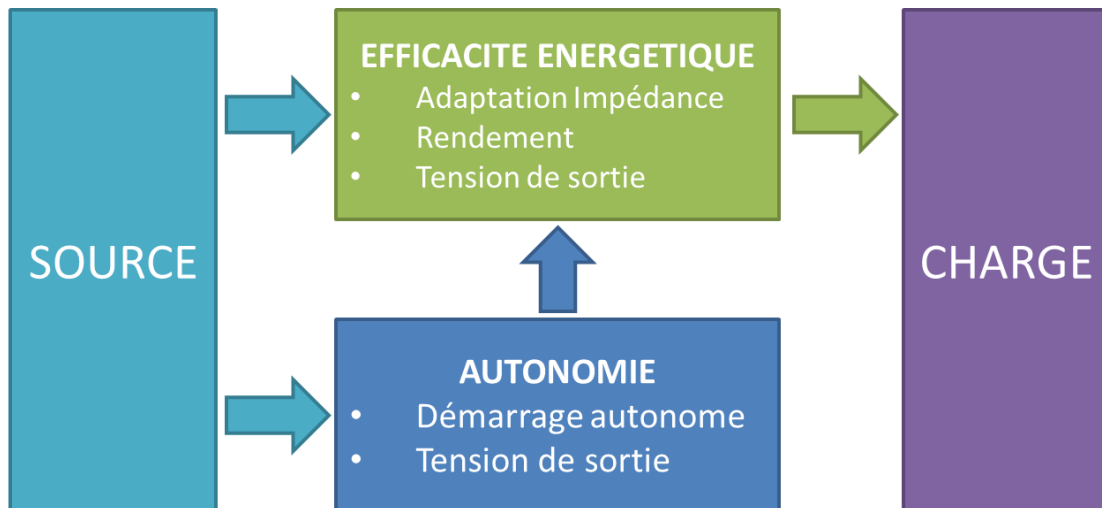 SOURCE
EFFICACITE ENERGETIQUE
• Adaptation Impédance
• Rendement
• Tension de sortie
AUTONOMIE
• Démarrage autonome
• Tension de sortie
CHARGE